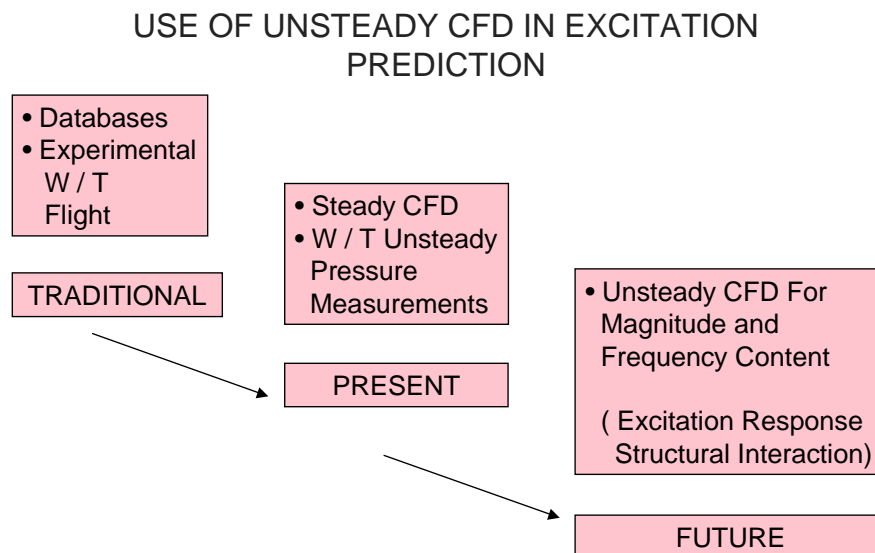 USE OF UNSTEADY CFD IN EXCITATION
PREDICTION
• Databases
• Experimental
W / T
Flight
TRADITIONAL
• Steady CFD
• W / T Unsteady
Pressure
Measurements
PRESENT
• Unsteady CFD For
Magnitude and
Frequency Content
( Excitation Response
Structural Interaction)
FUTURE